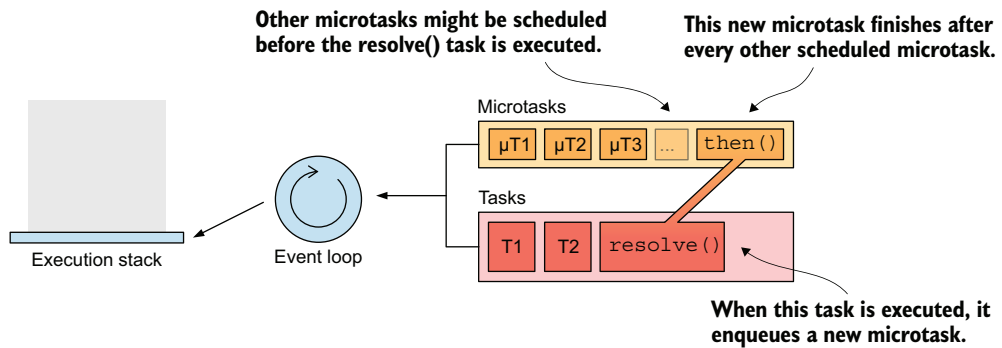 Other microtasks might be scheduled
before the resolve() task is executed.
This new microtask finishes after
every other scheduled microtask.
Microtasks
µT1 µT2 µT3 ... then()
Tasks
T1 T2 resolve()
Execution stack
Event loop
When this task is executed, it
enqueues a new microtask.